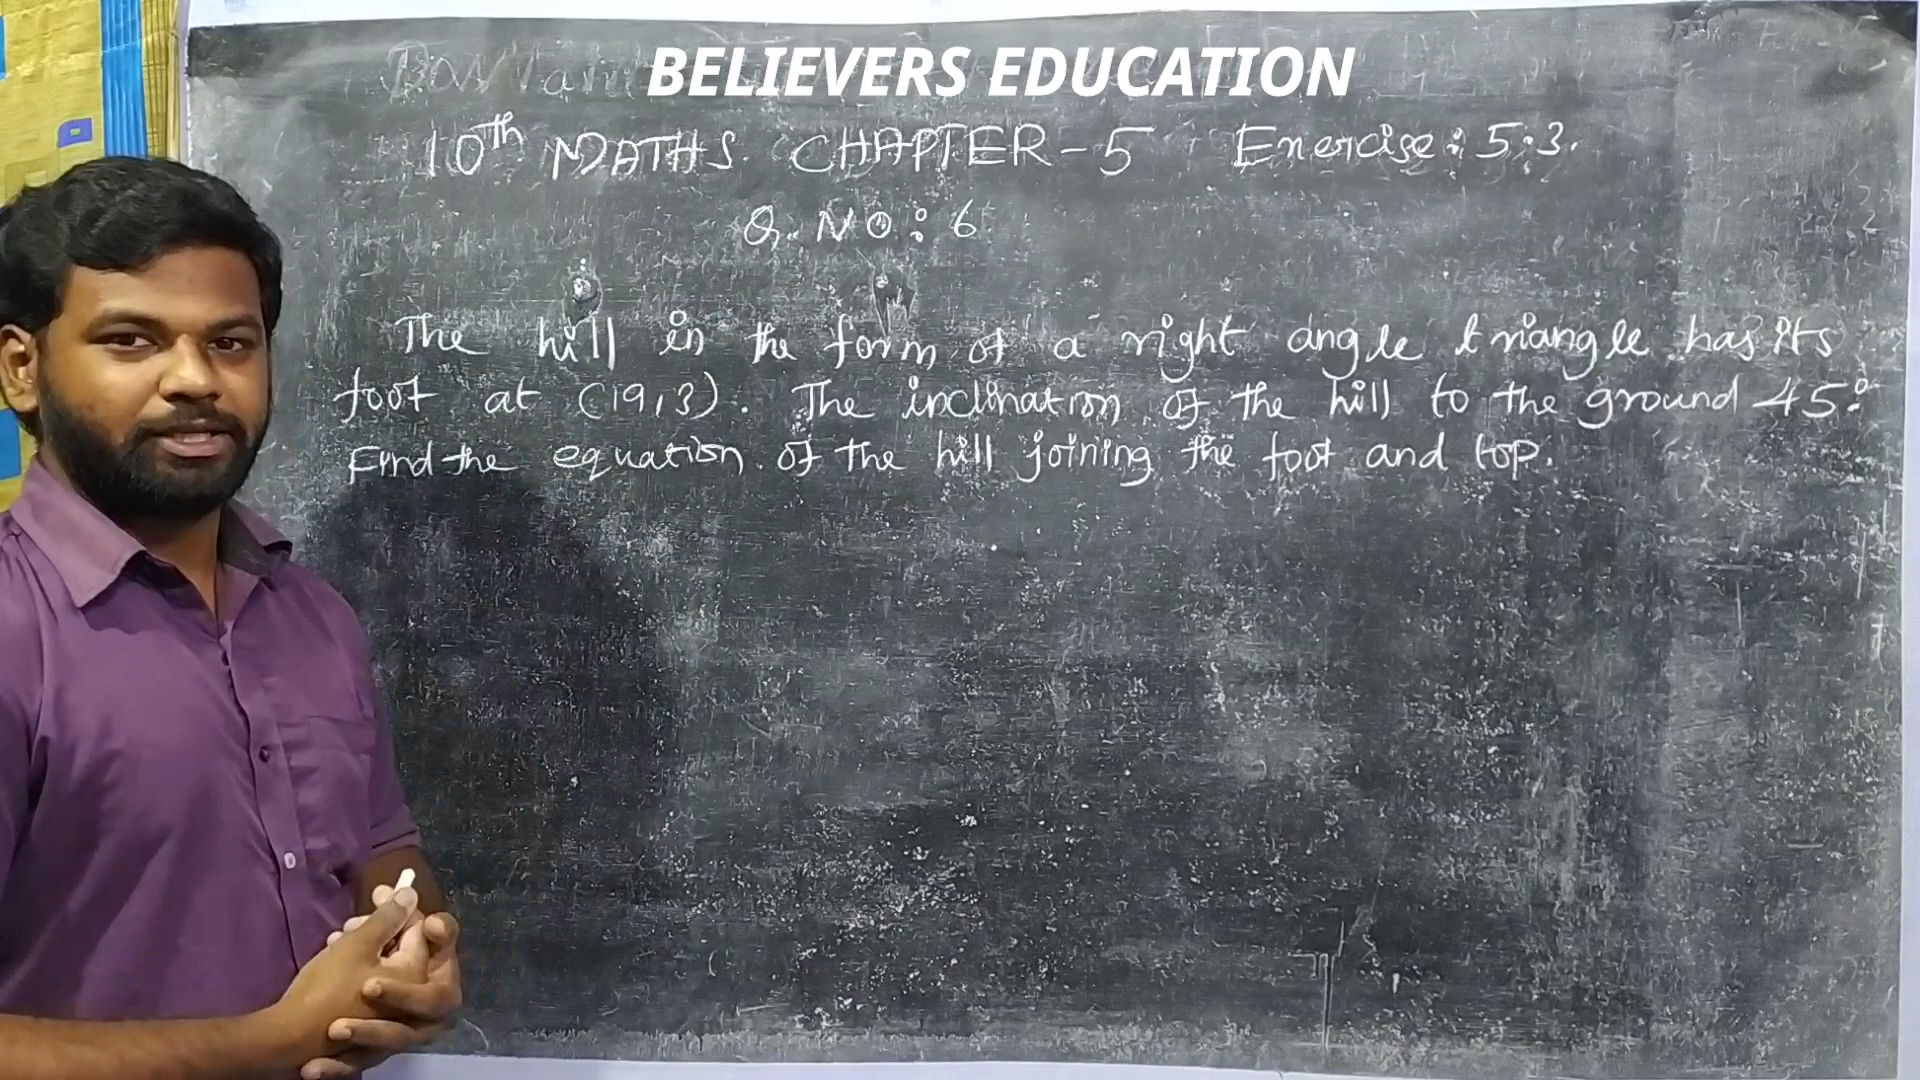 BELIEVERS EDUCATION
10th MATHS CHAPTER-5 Exercise: 5.3.
Q.NO: 6
The hill in the form of a right angle triangle has its
foot at (19,3). The inclination of the hill to the ground 45°.
Find the equation of the hill joining the foot and top.